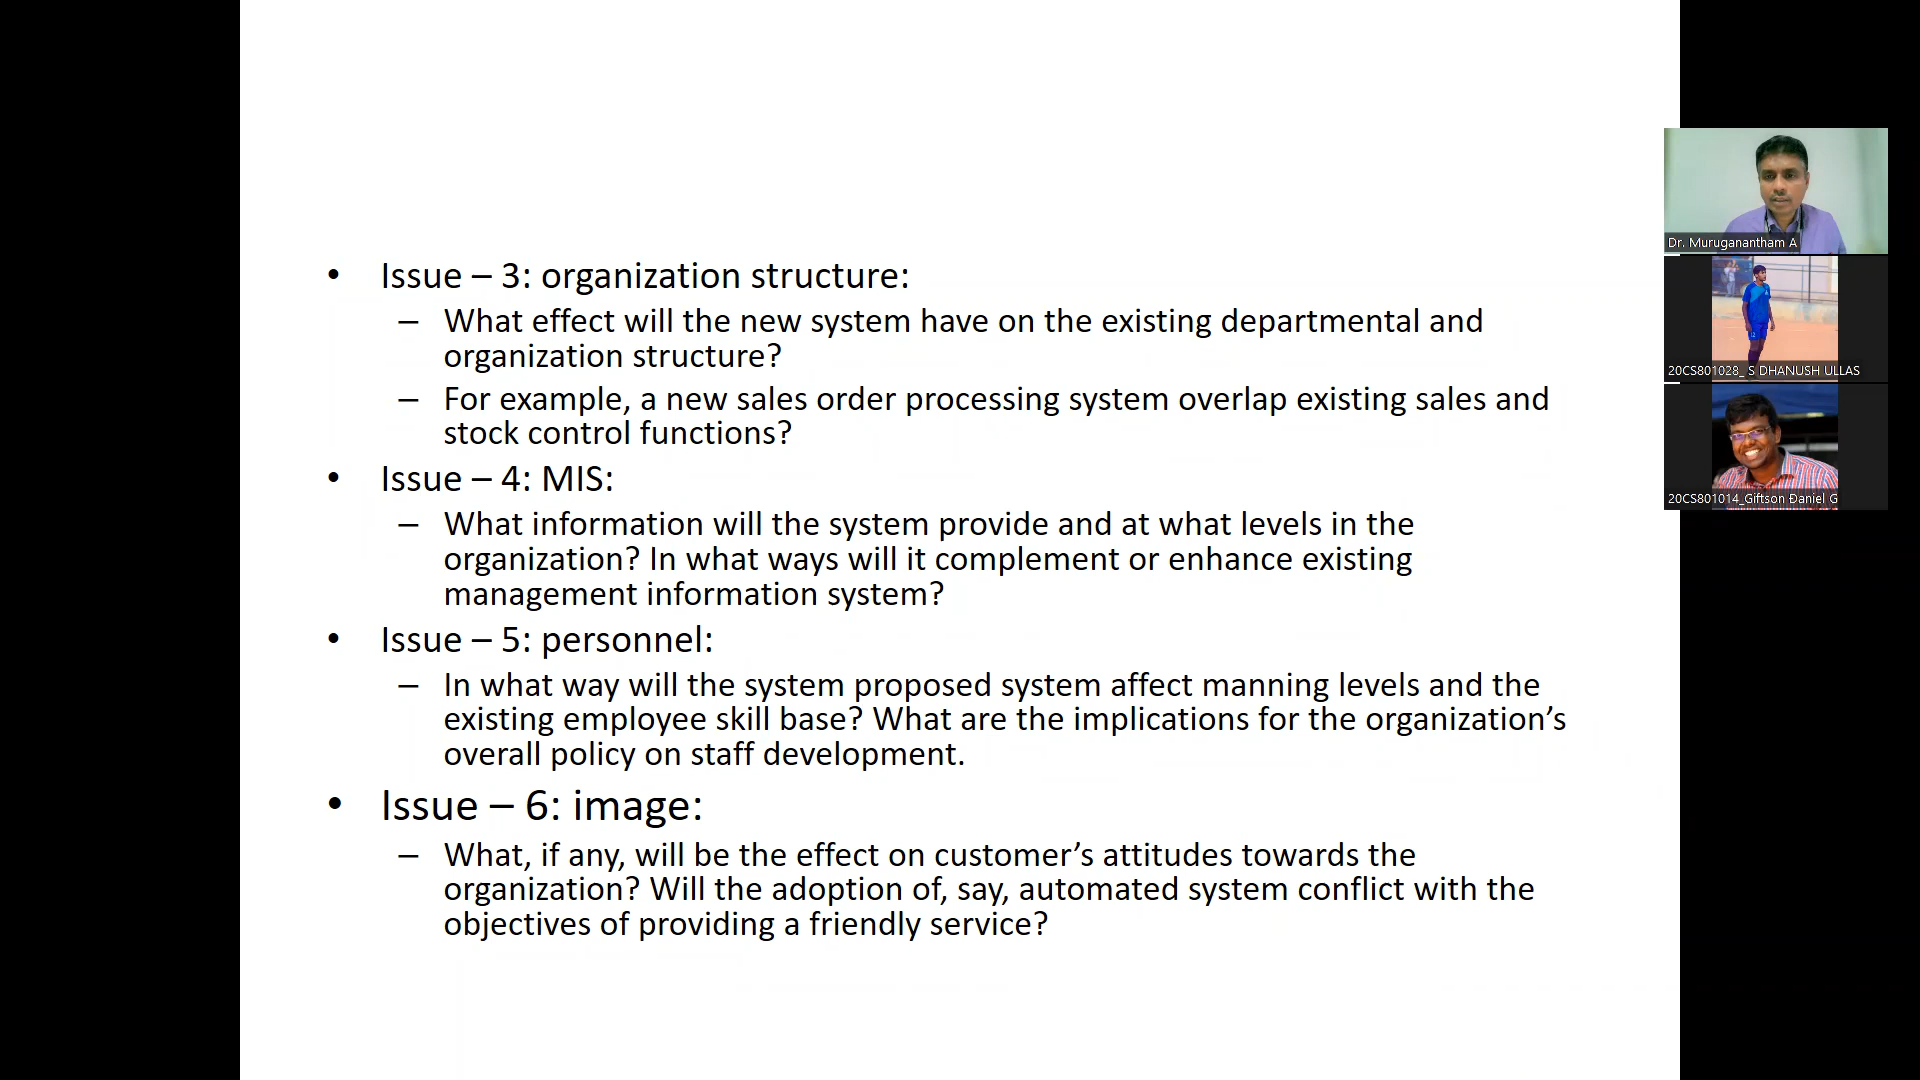 • Issue – 3: organization structure:
– What effect will the new system have on the existing departmental and
organization structure?
– For example, a new sales order processing system overlap existing sales and
stock control functions?
• Issue – 4: MIS:
– What information will the system provide and at what levels in the
organization? In what ways will it complement or enhance existing
management information system?
• Issue – 5: personnel:
– In what way will the system proposed system affect manning levels and the
existing employee skill base? What are the implications for the organization’s
overall policy on staff development.
• Issue – 6: image:
– What, if any, will be the effect on customer’s attitudes towards the
organization? Will the adoption of, say, automated system conflict with the
objectives of providing a friendly service?
Dr. Muruganantham A
20CS801028_ S DHANUSH ULLAS
20CS801014_Giftson Daniel G